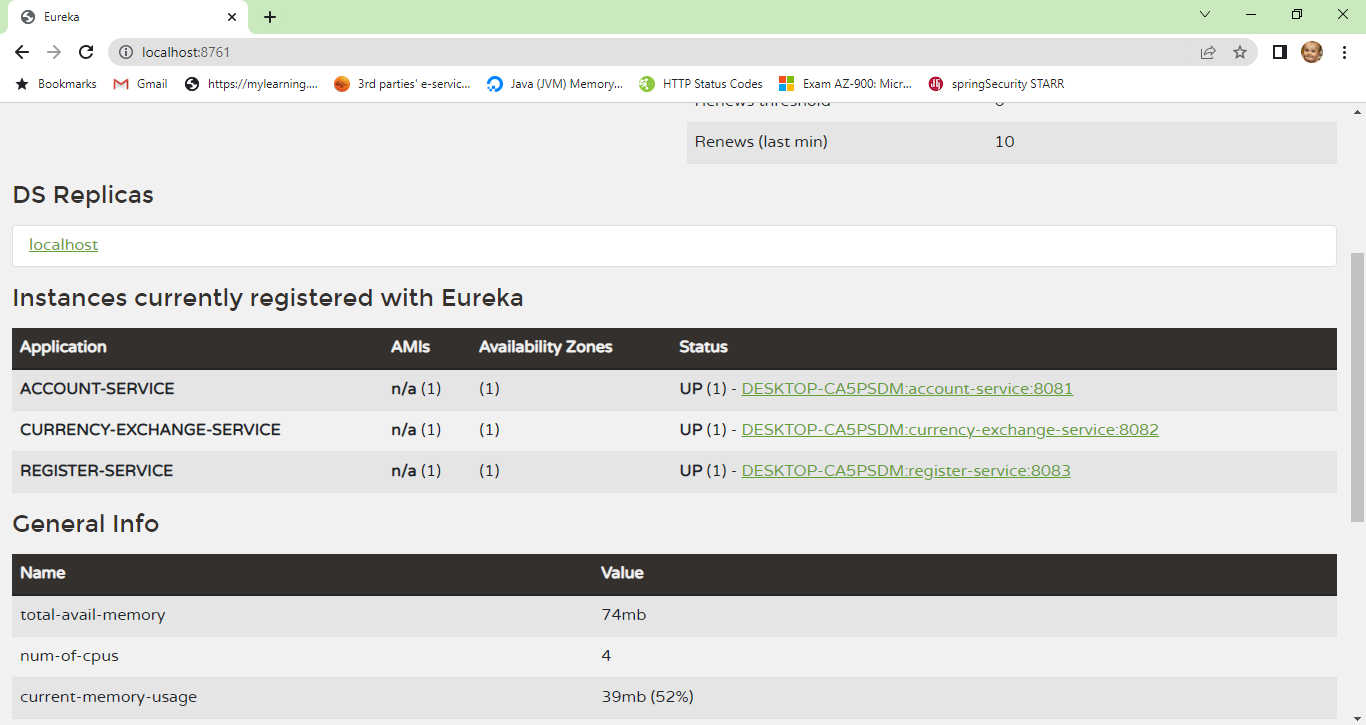 Eureka
localhost:8761
Bookmarks Gmail https://mylearning.... 3rd parties' e-servic... Java (JVM) Memory... HTTP Status Codes Exam AZ-900: Micr... springSecurity STARR
Renews threshold
Renews (last min) 10
DS Replicas
localhost
Instances currently registered with Eureka
Application AMIs Availability Zones Status
ACCOUNT-SERVICE n/a (1) (1) UP (1) - DESKTOP-CA5PSDM:account-service:8081
CURRENCY-EXCHANGE-SERVICE n/a (1) (1) UP (1) - DESKTOP-CA5PSDM:currency-exchange-service:8082
REGISTER-SERVICE n/a (1) (1) UP (1) - DESKTOP-CA5PSDM:register-service:8083
General Info
Name Value
total-avail-memory 74mb
num-of-cpus 4
current-memory-usage 39mb (52%)